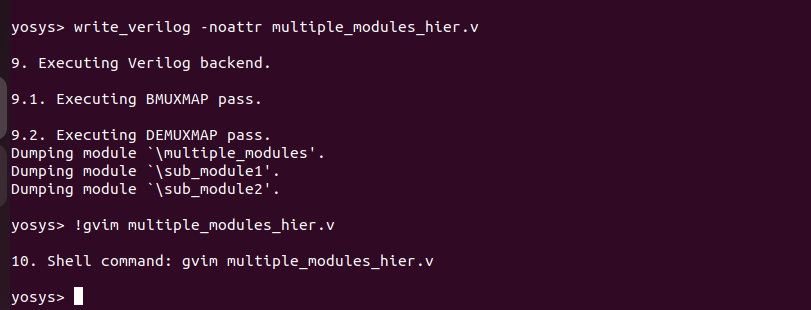 yosys> write_verilog -noattr multiple_modules_hier.v
9. Executing Verilog backend.
9.1. Executing BMUXMAP pass.
9.2. Executing DEMUXMAP pass.
Dumping module `\multiple_modules'.
Dumping module `\sub_module1'.
Dumping module `\sub_module2'.
yosys> !gvim multiple_modules_hier.v
10. Shell command: gvim multiple_modules_hier.v
yosys>